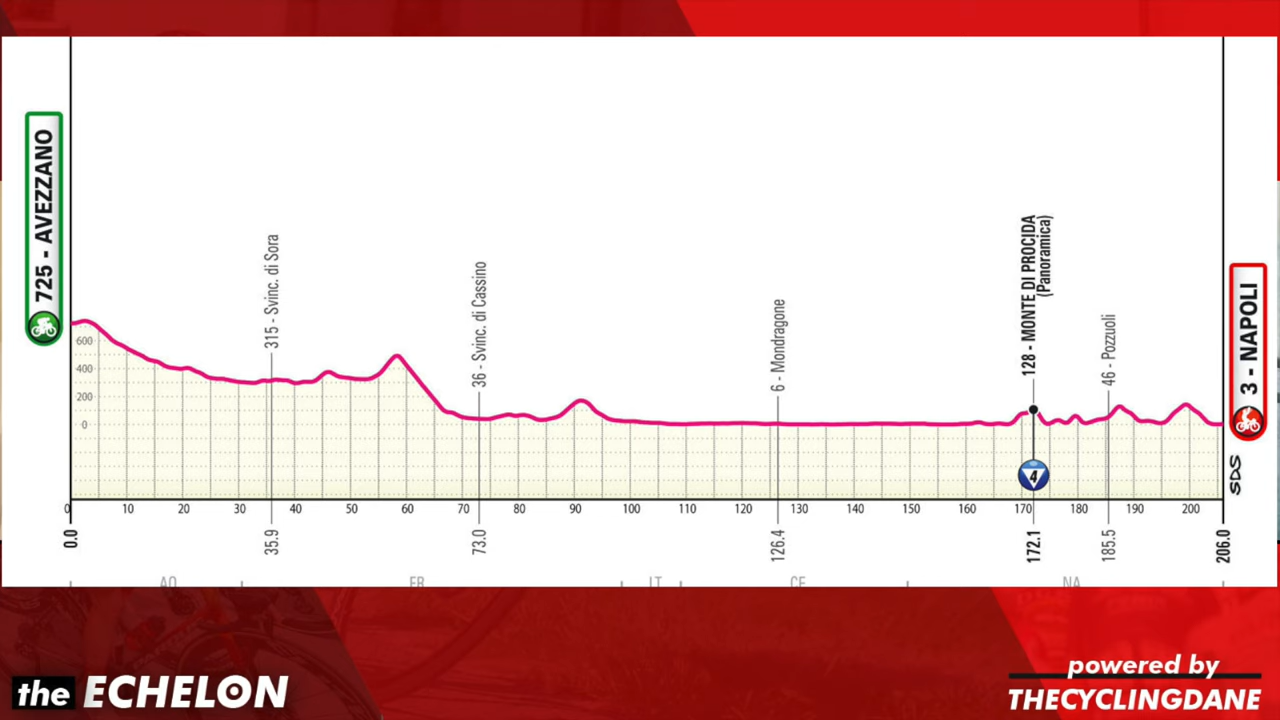 725 - AVEZZANO
315 - Svinc. di Sora
36 - Svinc. di Cassino
6 - Mondragone
128 - MONTE DI PROCIDA
(Panoramica)
46 - Pozzuoli
3 - NAPOLI
600
400
200
0
4
SDS
0 10 20 30 40 50 60 70 80 90 100 110 120 130 140 150 160 170 180 190 200
0.0 35.9 73.0 126.4 172.1 185.5 206.0
AQ FR LT CE NA
the ECHELON
powered by
THECYCLINGDANE